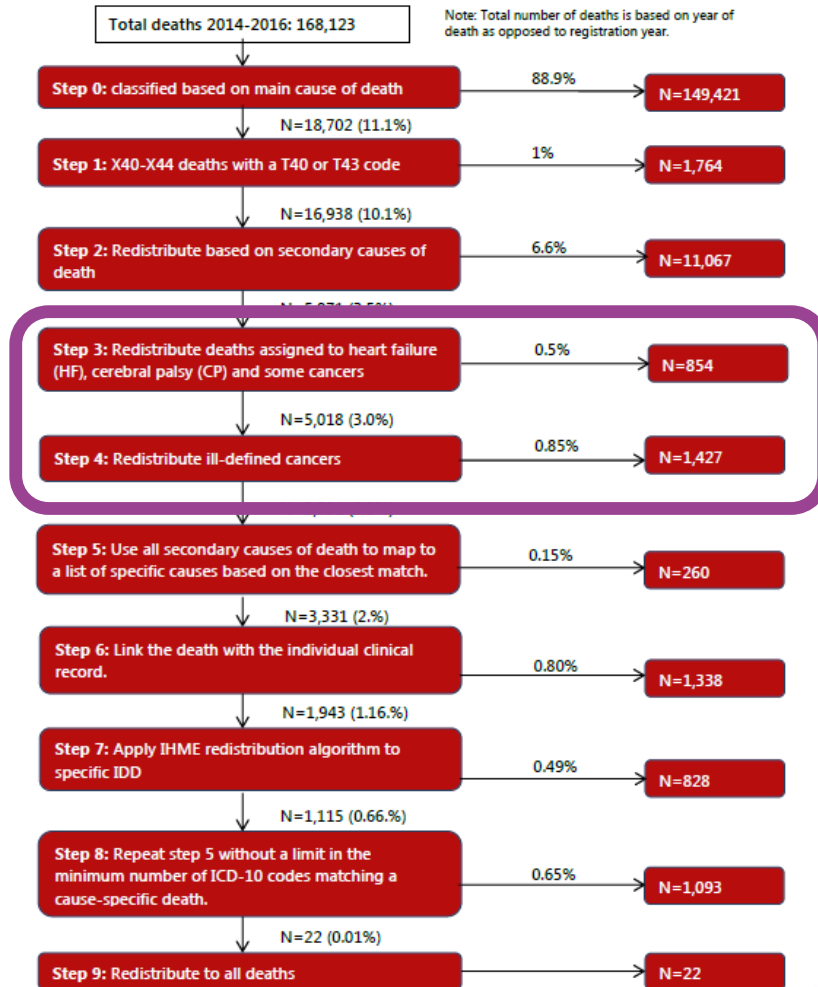 Total deaths 2014-2016: 168,123
Note: Total number of deaths is based on year of
death as opposed to registration year.
Step 0: classified based on main cause of death
88.9%
N=149,421
N=18,702 (11.1%)
Step 1: X40-X44 deaths with a T40 or T43 code
1%
N=1,764
N=16,938 (10.1%)
Step 2: Redistribute based on secondary causes of
death
6.6%
N=11,067
Step 3: Redistribute deaths assigned to heart failure
(HF), cerebral palsy (CP) and some cancers
0.5%
N=854
N=5,018 (3.0%)
Step 4: Redistribute ill-defined cancers
0.85%
N=1,427
Step 5: Use all secondary causes of death to map to
a list of specific causes based on the closest match.
0.15%
N=260
N=3,331 (2.%)
Step 6: Link the death with the individual clinical
record.
0.80%
N=1,338
N=1,943 (1.16.%)
Step 7: Apply IHME redistribution algorithm to
specific IDD
0.49%
N=828
N=1,115 (0.66.%)
Step 8: Repeat step 5 without a limit in the
minimum number of ICD-10 codes matching a
cause-specific death.
0.65%
N=1,093
N=22 (0.01%)
Step 9: Redistribute to all deaths
N=22